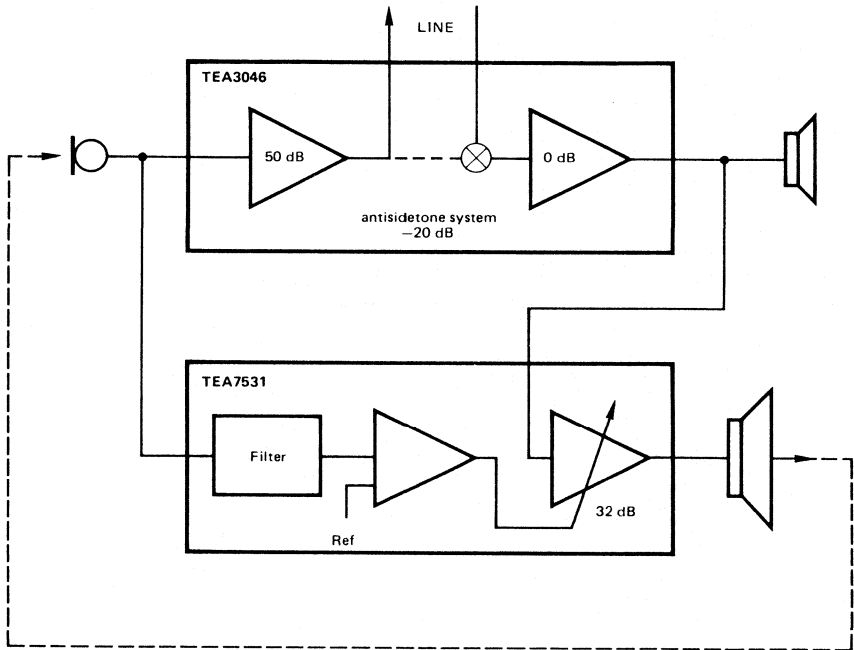 LINE
TEA3046
50 dB
0 dB
antisidetone system
−20 dB
TEA7531
Filter
32 dB
Ref